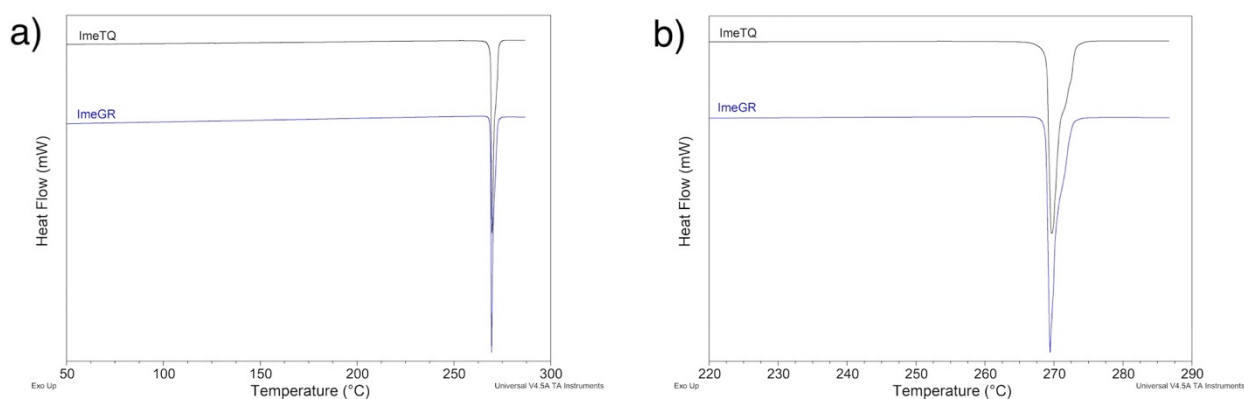 a)
ImeTQ
ImeGR
Heat Flow (mW)
50 100 150 200 250 300
Exo Up Temperature (°C) Universal V4.5A TA Instruments
b)
ImeTQ
ImeGR
Heat Flow (mW)
220 230 240 250 260 270 280 290
Exo Up Temperature (°C) Universal V4.5A TA Instruments